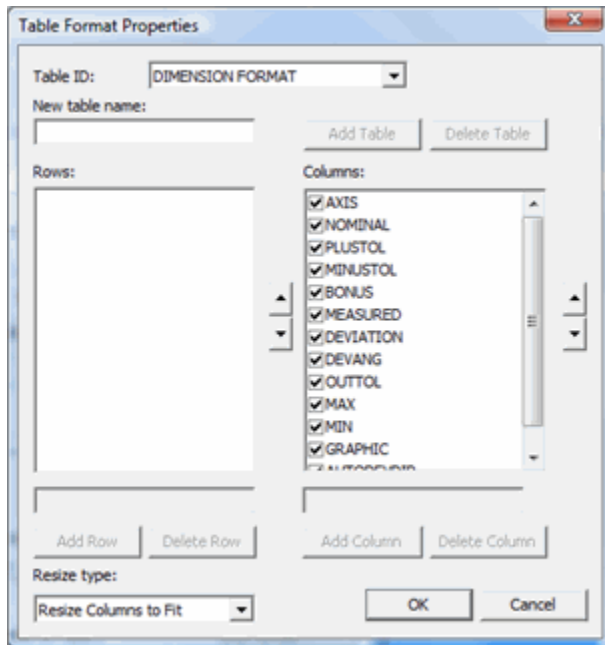 Table Format Properties
Table ID: DIMENSION FORMAT
New table name:
Add Table Delete Table
Rows: Columns:
AXIS
NOMINAL
PLUSTOL
MINUSTOL
BONUS
MEASURED
DEVIATION
DEVANG
OUTTOL
MAX
MIN
GRAPHIC
Add Row Delete Row Add Column Delete Column
Resize type:
Resize Columns to Fit OK Cancel